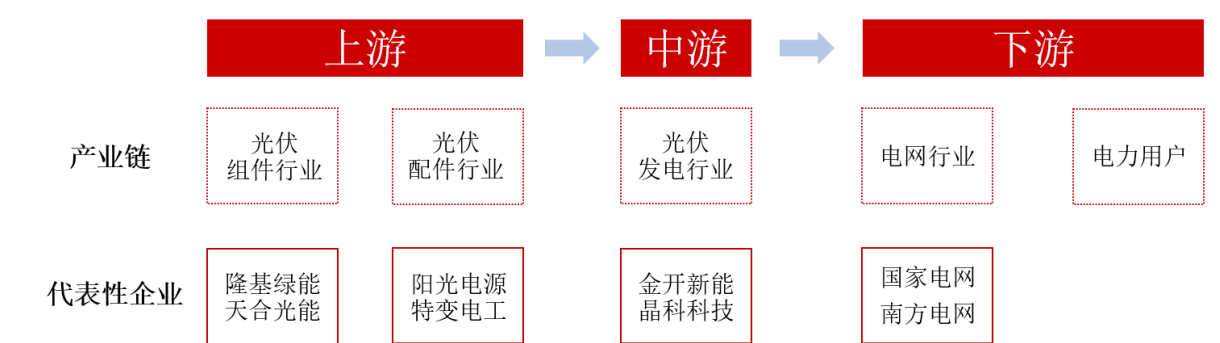 上游
中游
下游
产业链
光伏
组件行业
光伏
配件行业
光伏
发电行业
电网行业
电力用户
代表性企业
隆基绿能
天合光能
阳光电源
特变电工
金开新能
晶科科技
国家电网
南方电网